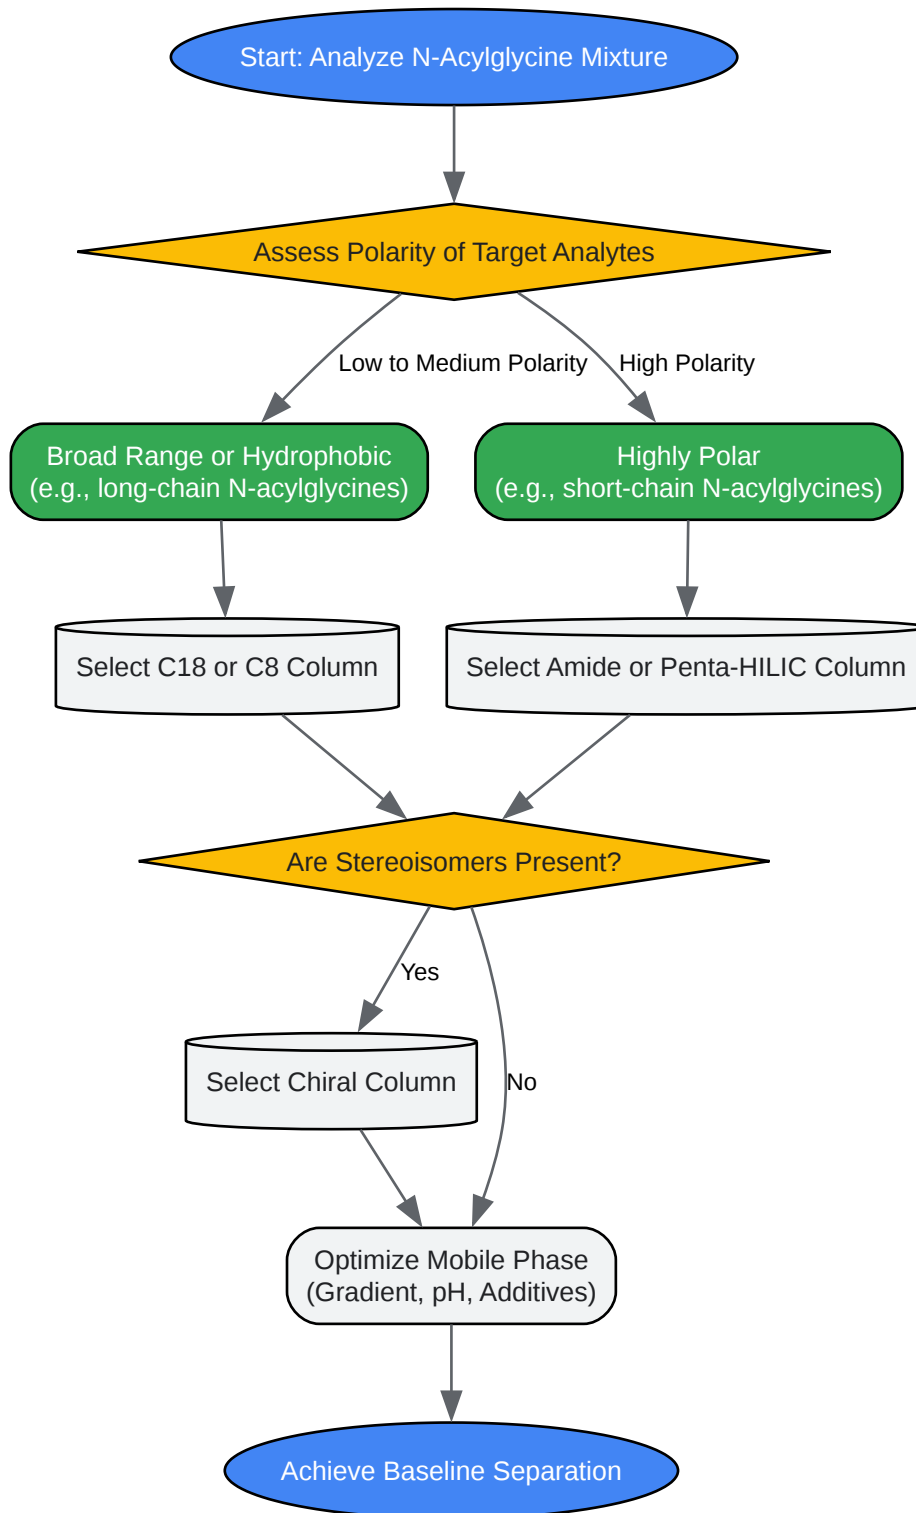 Start: Analyze N-Acylglycine Mixture
Assess Polarity of Target Analytes
Low to Medium Polarity
High Polarity
Broad Range or Hydrophobic
(e.g., long-chain N-acylglycines)
Highly Polar
(e.g., short-chain N-acylglycines)
Select C18 or C8 Column
Select Amide or Penta-HILIC Column
Are Stereoisomers Present?
Yes
Select Chiral Column
No
Optimize Mobile Phase
(Gradient, pH, Additives)
Achieve Baseline Separation